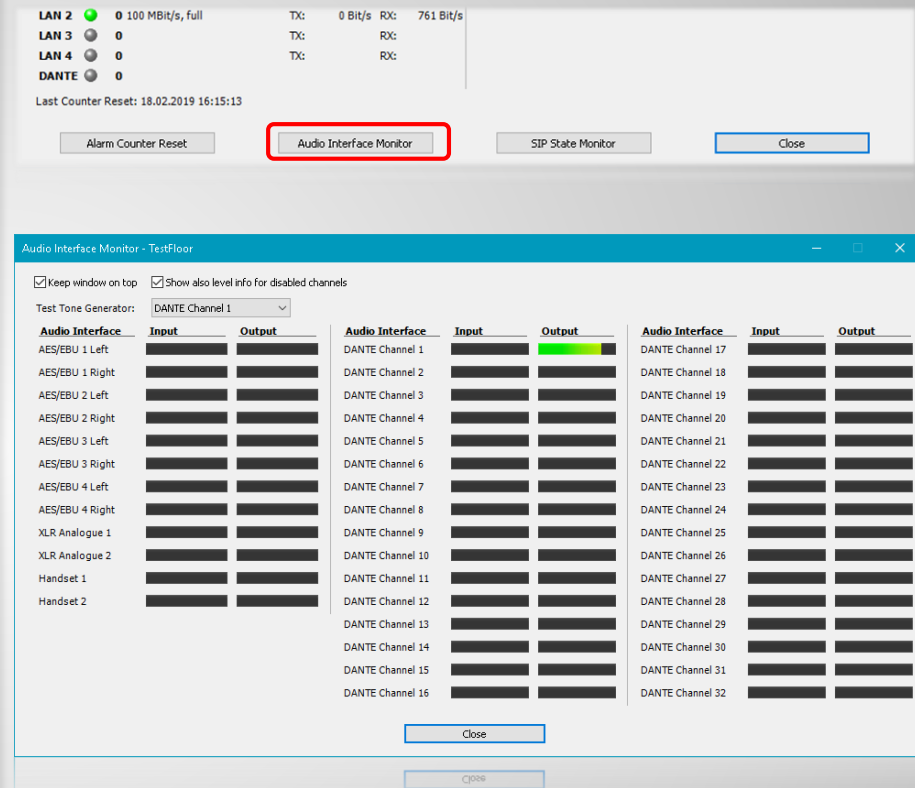 LAN 2 0 100 MBit/s, full TX: 0 Bit/s RX: 761 Bit/s
LAN 3 0 TX: RX:
LAN 4 0 TX: RX:
DANTE 0
Last Counter Reset: 18.02.2019 16:15:13
Alarm Counter Reset Audio Interface Monitor SIP State Monitor Close
Audio Interface Monitor - TestFloor
Keep window on top Show also level info for disabled channels
Test Tone Generator: DANTE Channel 1
Audio Interface Input Output Audio Interface Input Output Audio Interface Input Output
AES/EBU 1 Left DANTE Channel 1 DANTE Channel 17
AES/EBU 1 Right DANTE Channel 2 DANTE Channel 18
AES/EBU 2 Left DANTE Channel 3 DANTE Channel 19
AES/EBU 2 Right DANTE Channel 4 DANTE Channel 20
AES/EBU 3 Left DANTE Channel 5 DANTE Channel 21
AES/EBU 3 Right DANTE Channel 6 DANTE Channel 22
AES/EBU 4 Left DANTE Channel 7 DANTE Channel 23
AES/EBU 4 Right DANTE Channel 8 DANTE Channel 24
XLR Analogue 1 DANTE Channel 9 DANTE Channel 25
XLR Analogue 2 DANTE Channel 10 DANTE Channel 26
Handset 1 DANTE Channel 11 DANTE Channel 27
Handset 2 DANTE Channel 12 DANTE Channel 28
DANTE Channel 13 DANTE Channel 29
DANTE Channel 14 DANTE Channel 30
DANTE Channel 15 DANTE Channel 31
DANTE Channel 16 DANTE Channel 32
Close
Close